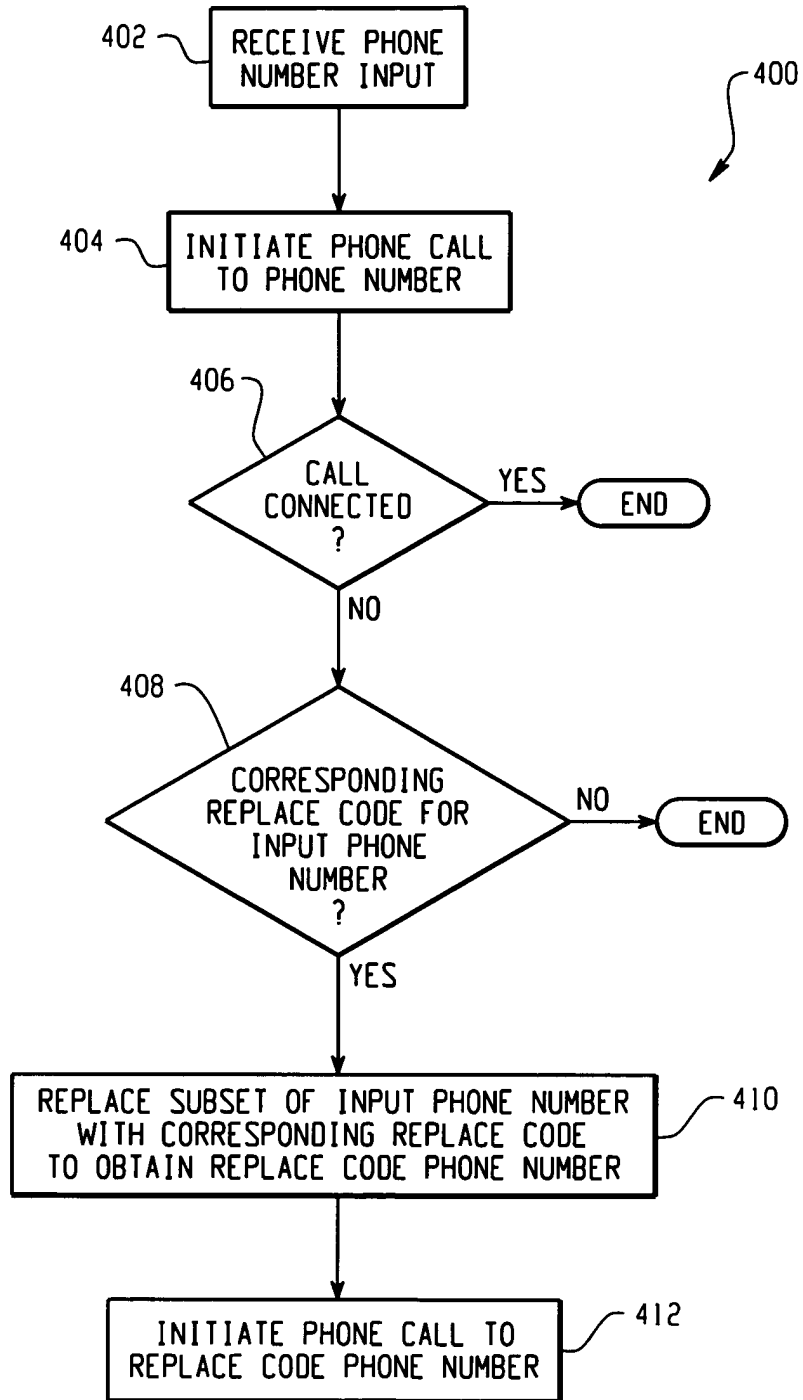 402
RECEIVE PHONE
NUMBER INPUT
400
404
INITIATE PHONE CALL
TO PHONE NUMBER
406
CALL
CONNECTED
?
YES
END
NO
408
CORRESPONDING
REPLACE CODE FOR
INPUT PHONE
NUMBER
?
NO
END
YES
REPLACE SUBSET OF INPUT PHONE NUMBER
WITH CORRESPONDING REPLACE CODE
TO OBTAIN REPLACE CODE PHONE NUMBER
410
INITIATE PHONE CALL TO
REPLACE CODE PHONE NUMBER
412